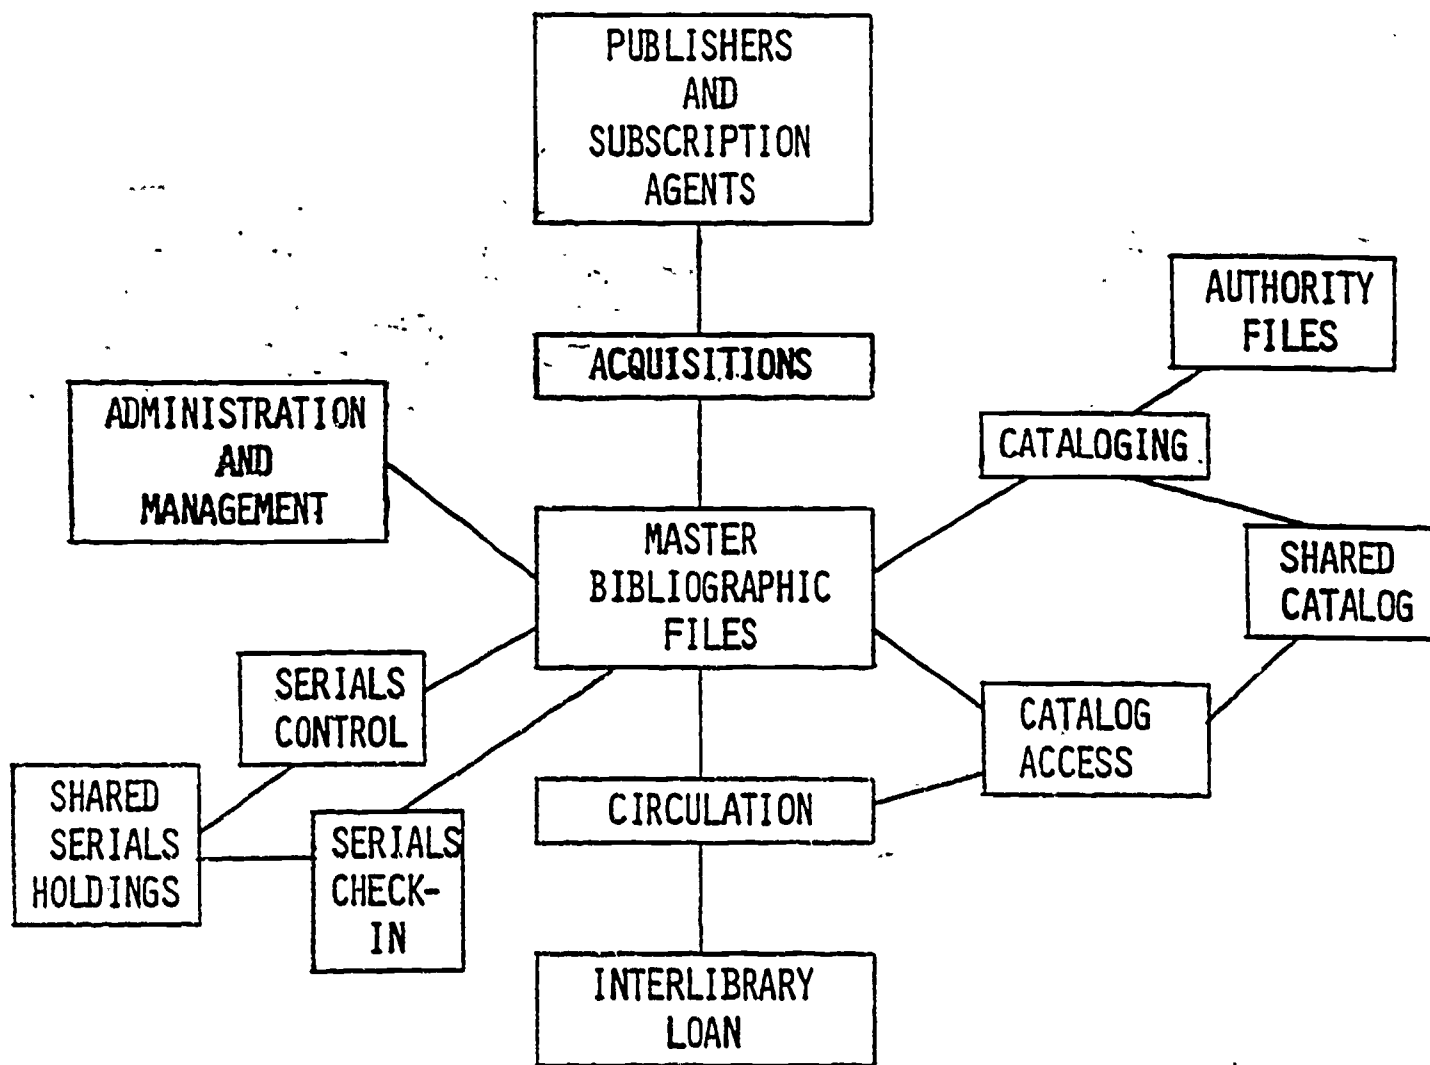 PUBLISHERS
AND
SUBSCRIPTION
AGENTS
AUTHORITY
FILES
ACQUISITIONS
ADMINISTRATION
AND
MANAGEMENT
CATALOGING
MASTER
BIBLIOGRAPHIC
FILES
SHARED
CATALOG
SERIALS
CONTROL
CATALOG
ACCESS
SHARED
SERIALS
HOLDINGS
SERIALS
CHECK-
IN
CIRCULATION
INTERLIBRARY
LOAN